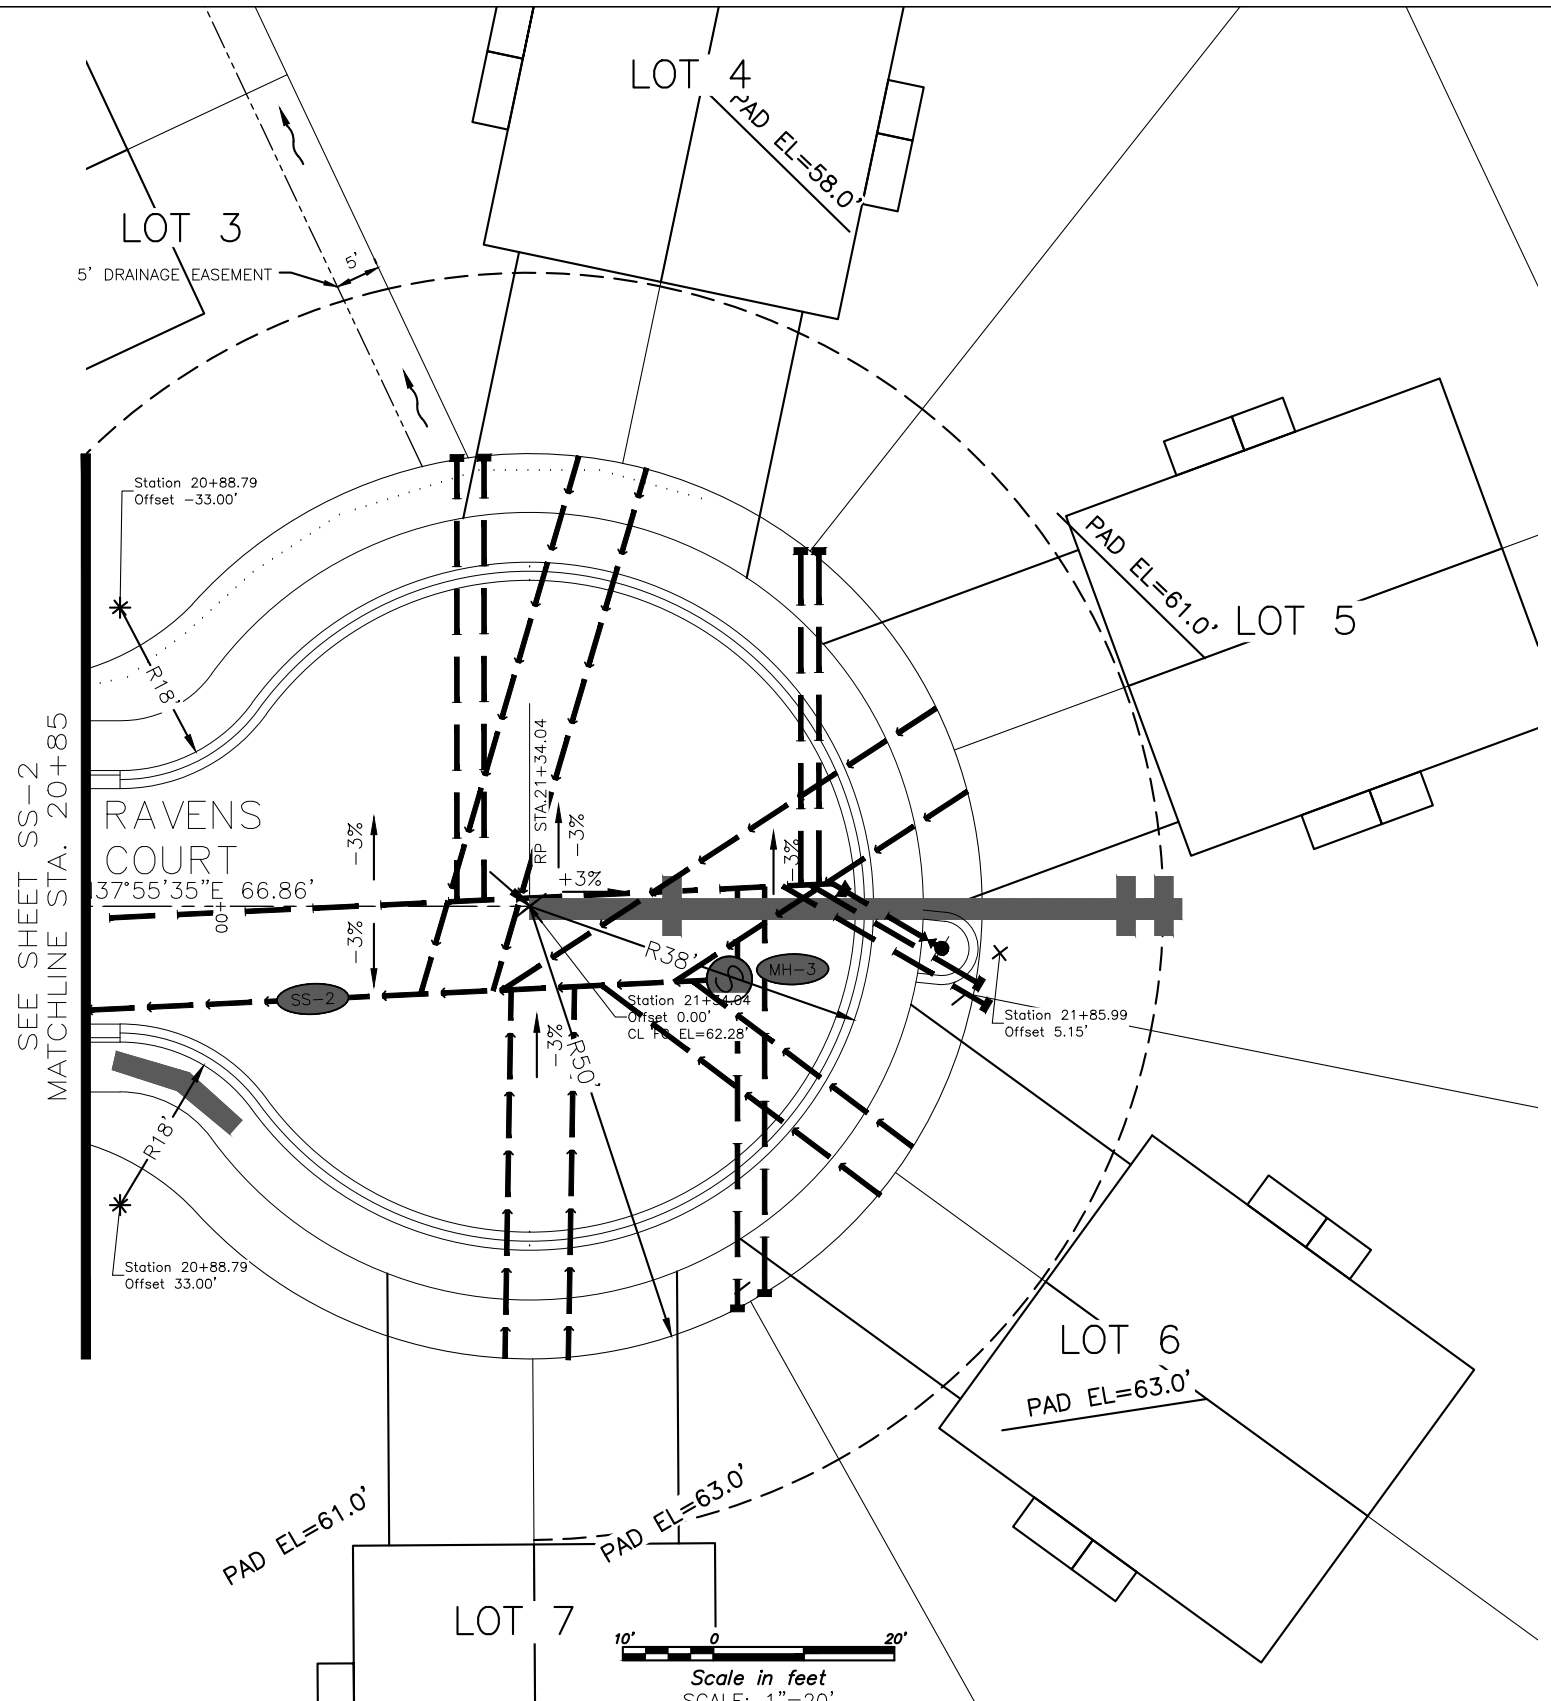 LOT 4
PAD EL=58.0'
LOT 3
5' DRAINAGE EASEMENT
5'
Station 20+88.79
Offset -33.00'
PAD EL=61.0'
LOT 5
R18'
SEE SHEET SS-2
MATCHLINE STA. 20+85
RAVENS
COURT
37°55'35"E 66.86'
+00
-3%
-3%
RP STA.21+34.04
-3%
+3%
-3%
R38'
MH-3
S
SS-2
Station 21+34.04
Offset 0.00'
CL FG EL=62.28'
Station 21+85.99
Offset 5.15'
-3%
R50'
R18'
Station 20+88.79
Offset 33.00'
LOT 6
PAD EL=63.0'
PAD EL=61.0'
PAD EL=63.0'
LOT 7
10' 0 20'
Scale in feet
SCALE: 1"=20'